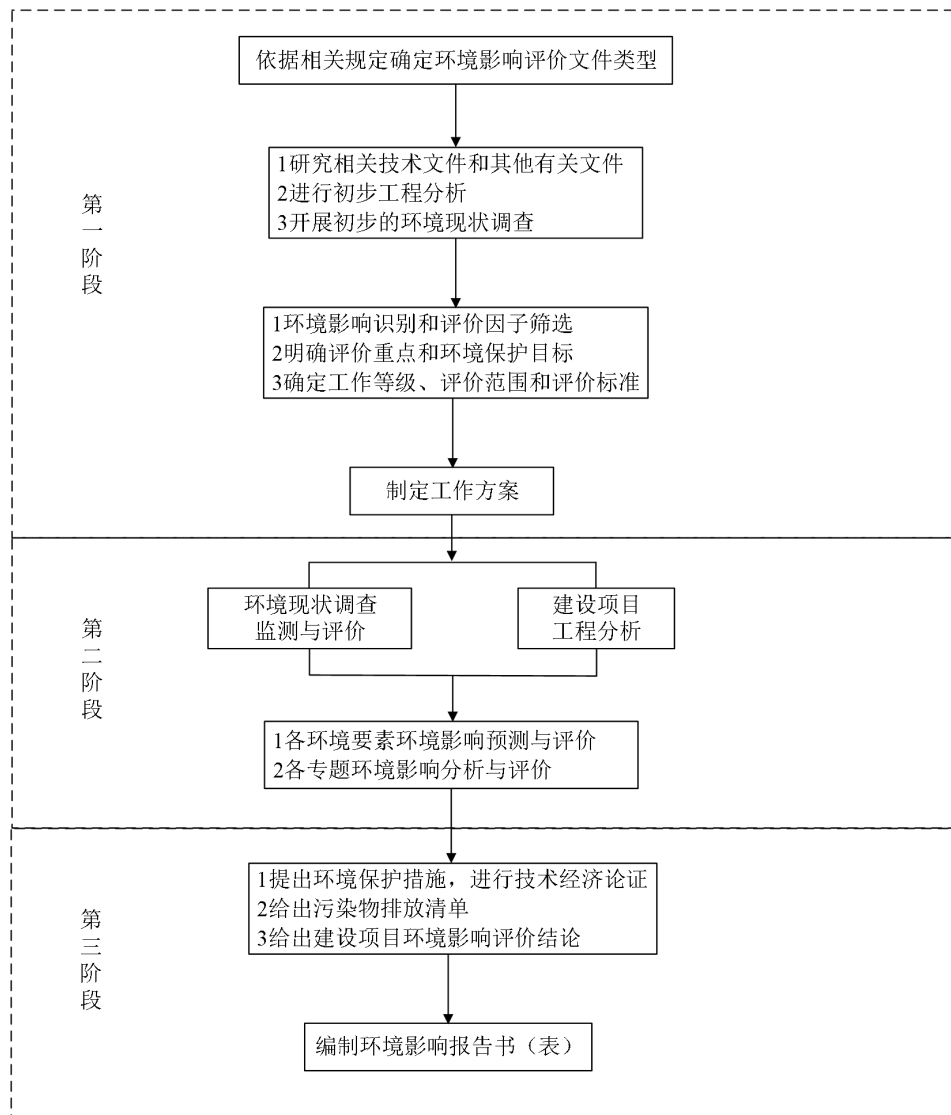 依据相关规定确定环境影响评价文件类型
第一阶段
1研究相关技术文件和其他有关文件
2进行初步工程分析
3开展初步的环境现状调查
1环境影响识别和评价因子筛选
2明确评价重点和环境保护目标
3确定工作等级、评价范围和评价标准
制定工作方案
第二阶段
环境现状调查
监测与评价
建设项目
工程分析
1各环境要素环境影响预测与评价
2各专题环境影响分析与评价
第三阶段
1提出环境保护措施，进行技术经济论证
2给出污染物排放清单
3给出建设项目环境影响评价结论
编制环境影响报告书（表）